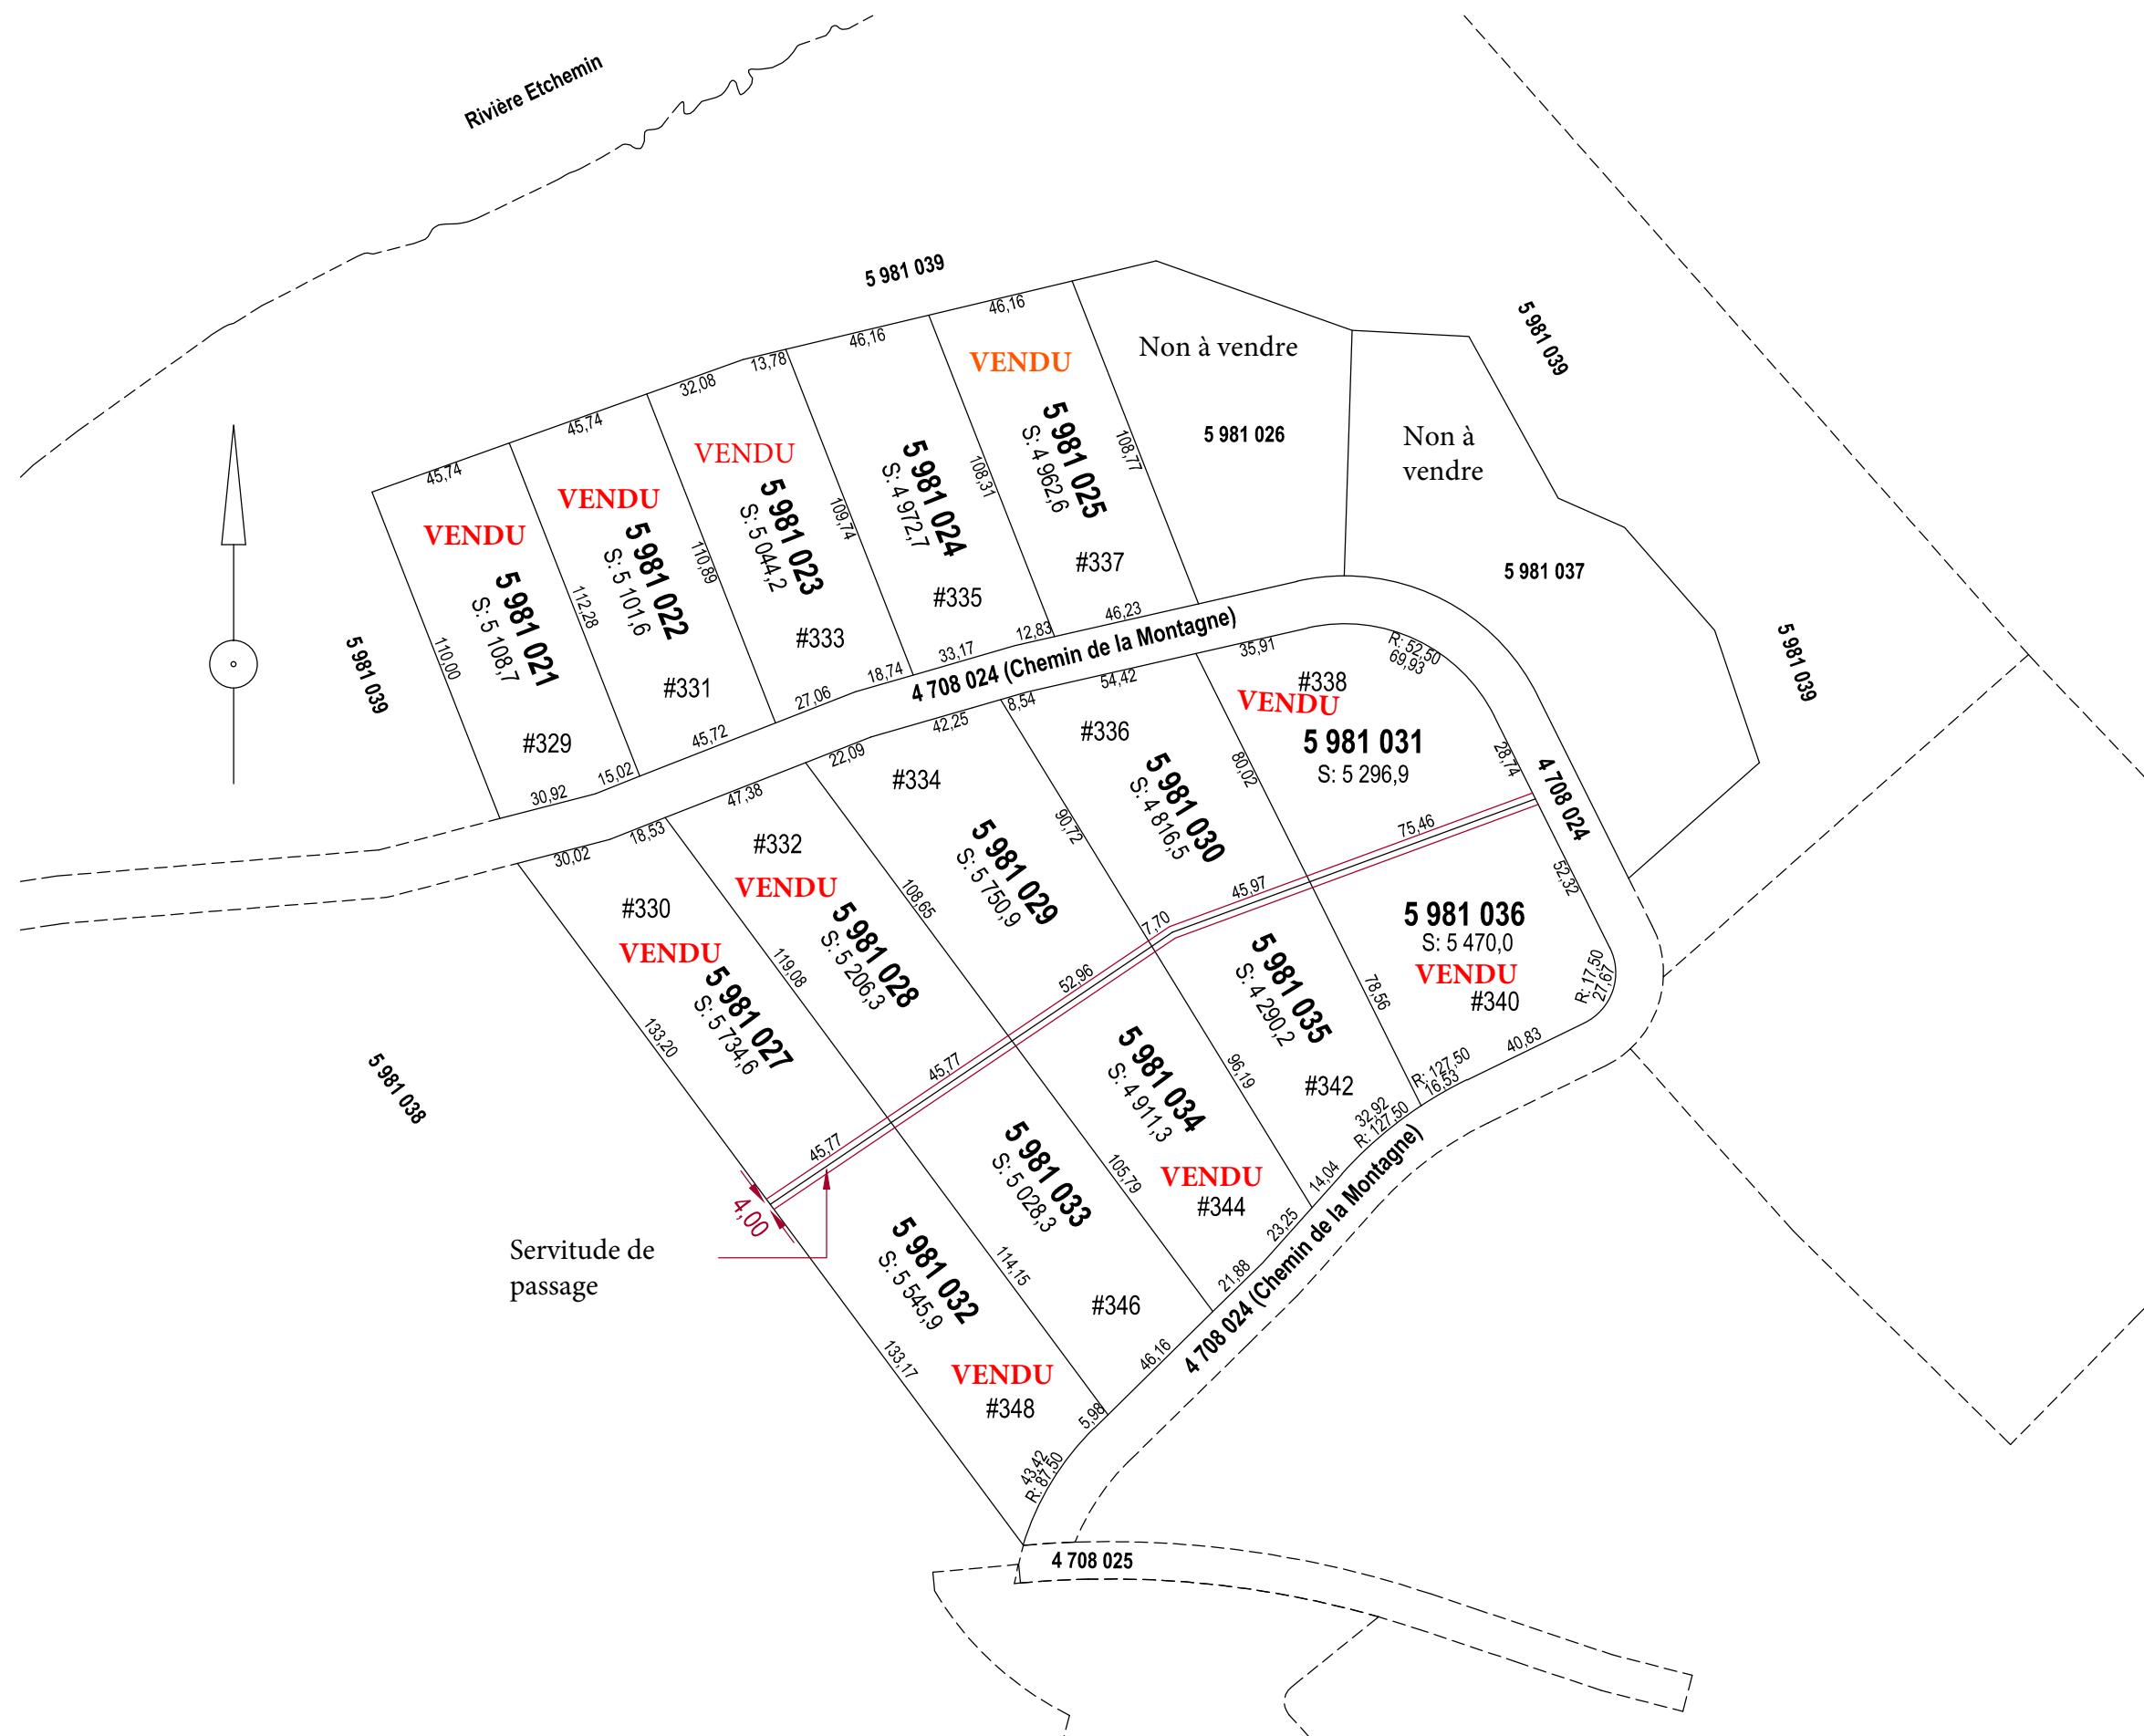 Rivière Etchemin
5 981 039
46,16
46,16
13,78
32,08
45,74
45,74
VENDU
Non à vendre
5 981 026
5 981 039
Non à
vendre
5 981 037
5 981 039
5 981 039
VENDU
5 981 021
S: 5 108,7
#329
110,00
112,28
VENDU
5 981 022
S: 5 101,6
#331
110,89
VENDU
5 981 023
S: 5 044,2
#333
109,74
5 981 024
S: 4 972,7
#335
108,31
5 981 025
S: 4 962,6
#337
108,77
30,92
15,02
45,72
27,06
18,74
33,17
12,83
46,23
4 708 024 (Chemin de la Montagne)
30,02
18,53
47,38
22,09
42,25
8,54
54,42
35,91
R: 52,50
69,93
28,74
4 708 024
52,32
#330
VENDU
5 981 027
S: 5 734,6
133,20
119,08
#332
VENDU
5 981 028
S: 5 206,3
108,65
#334
5 981 029
S: 5 750,9
90,72
#336
5 981 030
S: 4 816,5
80,02
#338
VENDU
5 981 031
S: 5 296,9
75,46
45,97
7,70
52,96
45,77
45,77
4,00
Servitude de
passage
5 981 038
5 981 036
S: 5 470,0
VENDU
#340
R: 17,50
27,67
40,83
R: 127,50
16,53
78,56
5 981 035
S: 4 290,2
#342
32,92
R: 127,50
14,04
96,19
5 981 034
S: 4 911,3
VENDU
#344
23,25
21,88
105,79
5 981 033
S: 5 028,3
#346
46,16
114,15
5 981 032
S: 5 545,9
VENDU
#348
133,17
5,98
43,42
R: 87,50
4 708 024 (Chemin de la Montagne)
4 708 025